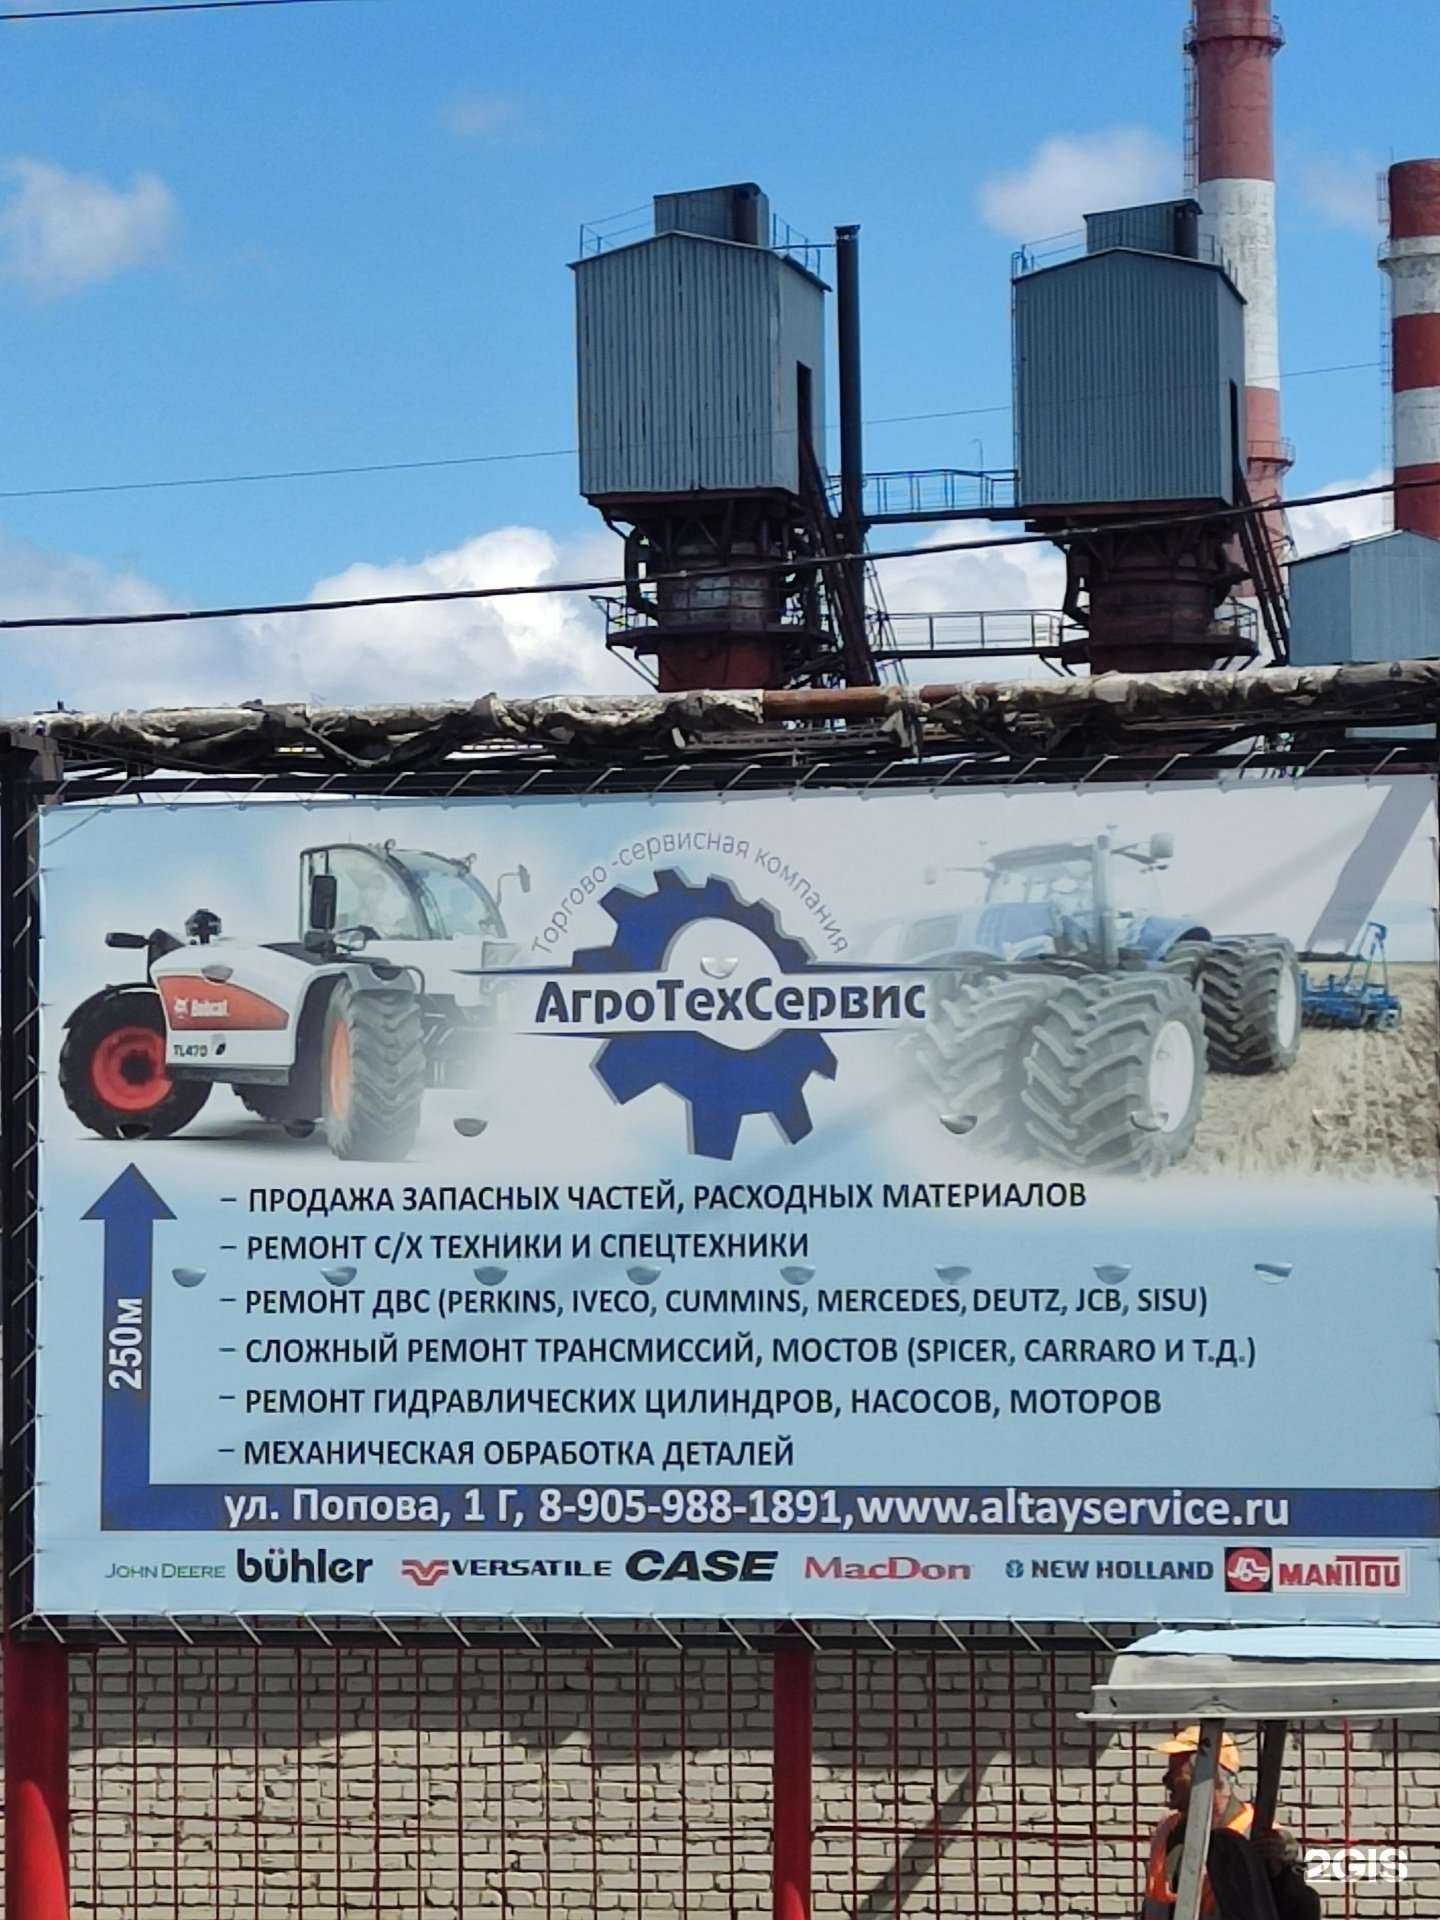 Торгово-сервисная компания
АгроТехСервис
Bobcat
TL470
250м
– ПРОДАЖА ЗАПАСНЫХ ЧАСТЕЙ, РАСХОДНЫХ МАТЕРИАЛОВ
– РЕМОНТ С/Х ТЕХНИКИ И СПЕЦТЕХНИКИ
– РЕМОНТ ДВС (PERKINS, IVECO, CUMMINS, MERCEDES, DEUTZ, JCB, SISU)
– СЛОЖНЫЙ РЕМОНТ ТРАНСМИССИЙ, МОСТОВ (SPICER, CARRARO И Т.Д.)
– РЕМОНТ ГИДРАВЛИЧЕСКИХ ЦИЛИНДРОВ, НАСОСОВ, МОТОРОВ
– МЕХАНИЧЕСКАЯ ОБРАБОТКА ДЕТАЛЕЙ
ул. Попова, 1 Г, 8-905-988-1891, www.altayservice.ru
JOHN DEERE bühler VERSATILE CASE MacDon NEW HOLLAND MANITOU
2GIS